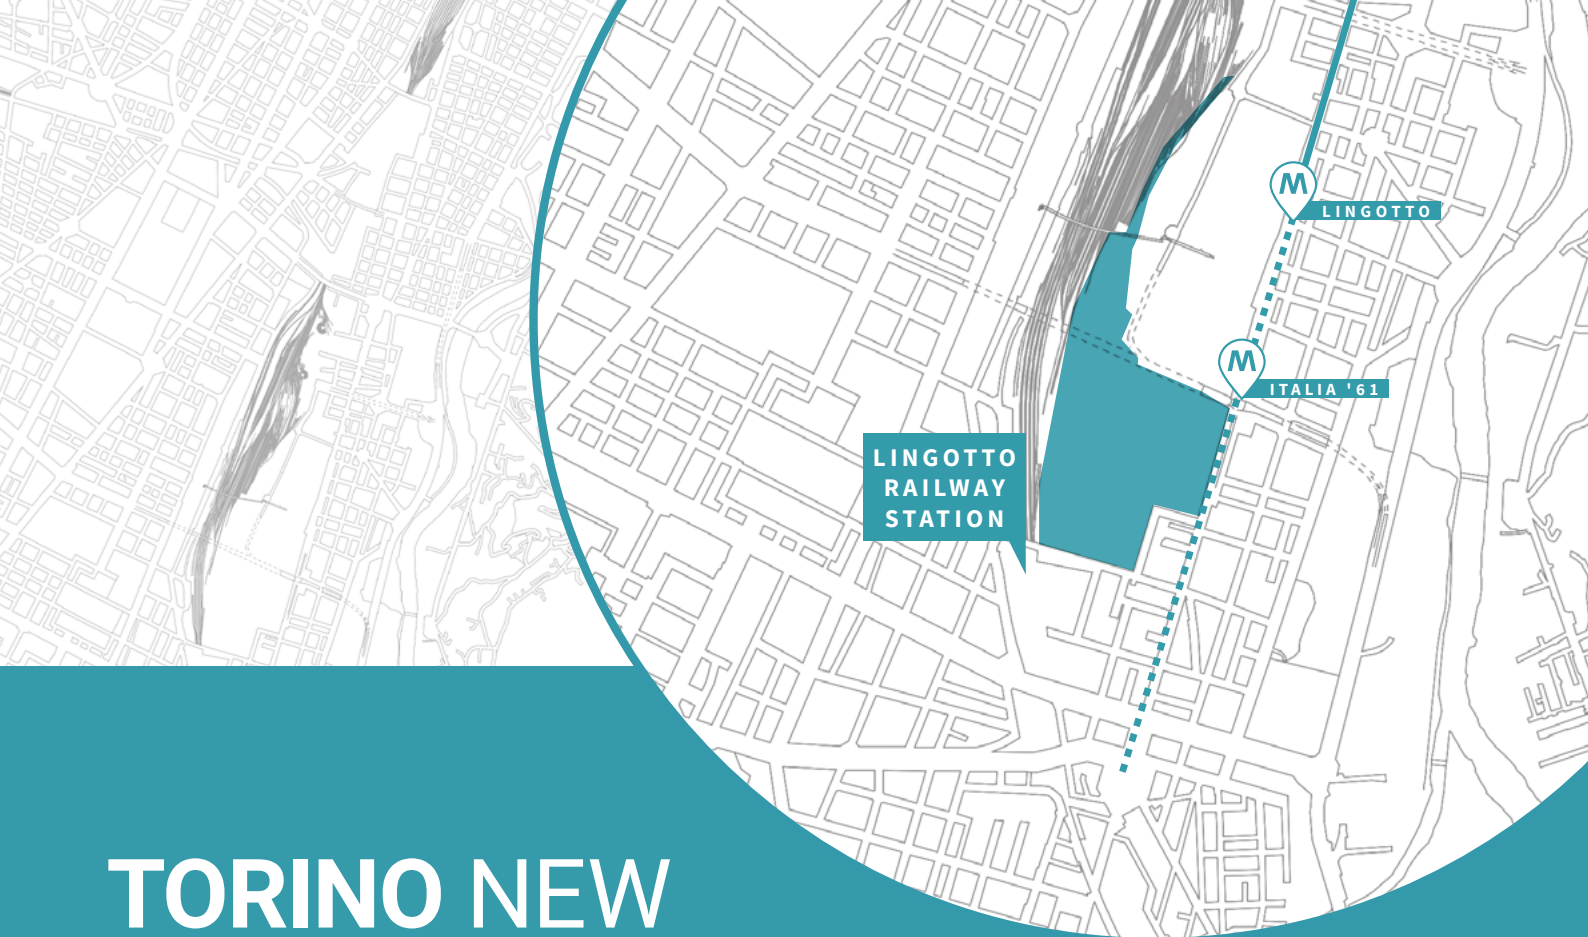 M
LINGOTTO
M
ITALIA '61
LINGOTTO
RAILWAY
STATION
TORINO NEW